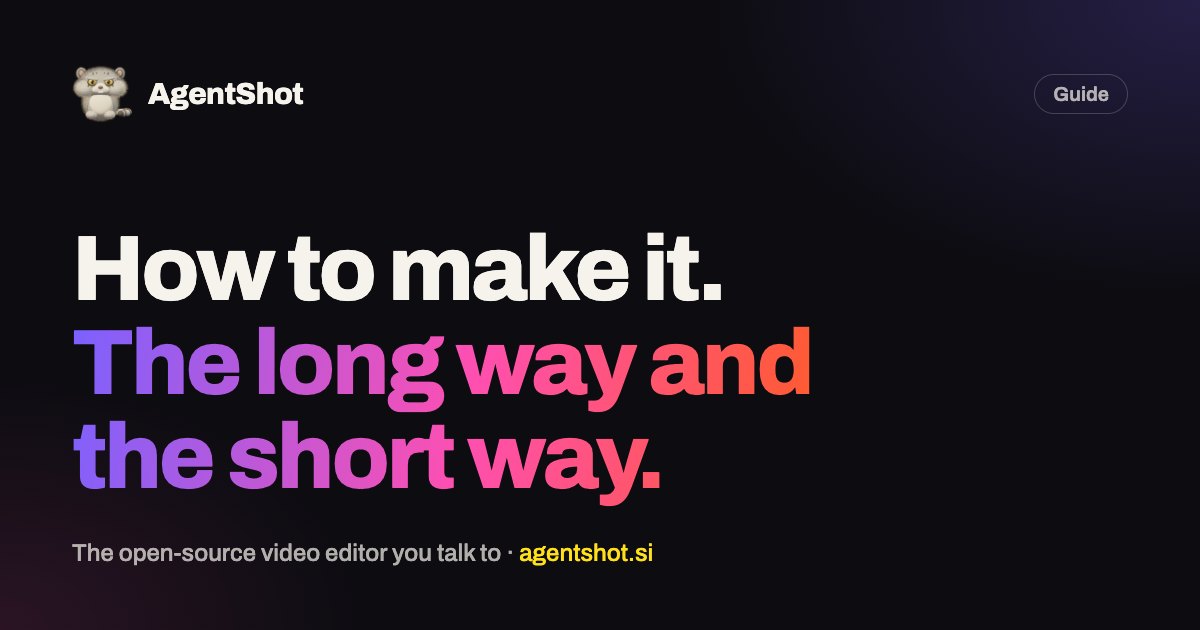 AgentShot
Guide
How to make it.
The long way and
the short way.
The open-source video editor you talk to · agentshot.si